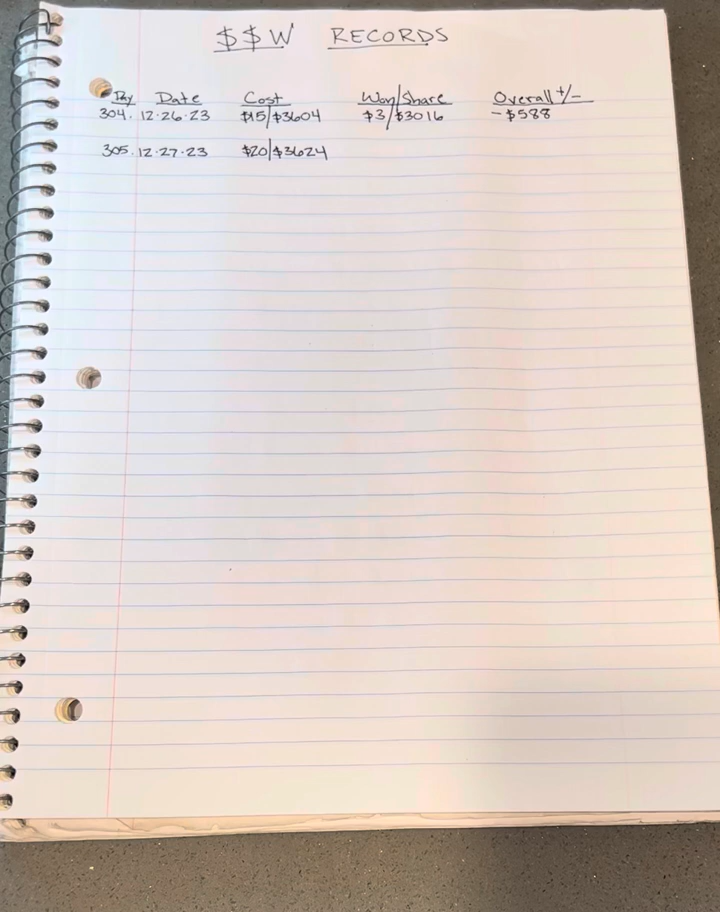 $$W RECORDS
Day Date Cost Won/Share Overall +/-
304. 12.26.23 $15/$3604 $3/$3016 -$588
305. 12.27.23 $20/$3624